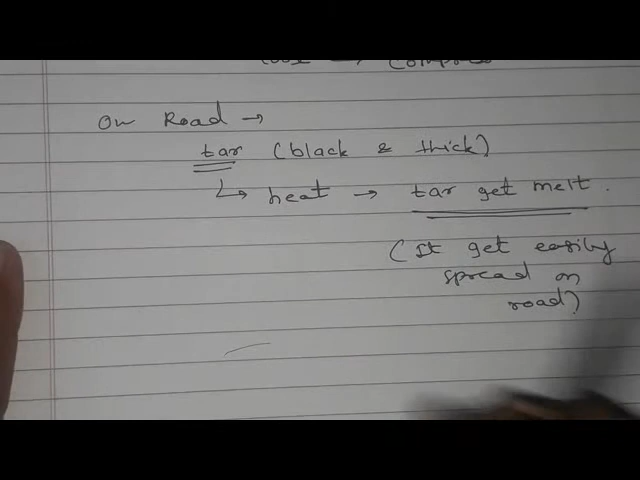 On Road →
tar (black & thick)
↳ heat → tar get melt.
(It get easily
spread on
road)